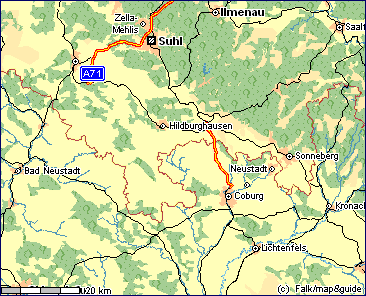 Zella-
Mehlis
Ilmenau
Suhl
Saalf
A71
Hildburghausen
Sonneberg
Neustadt
Bad Neustadt
Coburg
Kronach
Lichtenfels
20 km
(c) Falk/map&guide